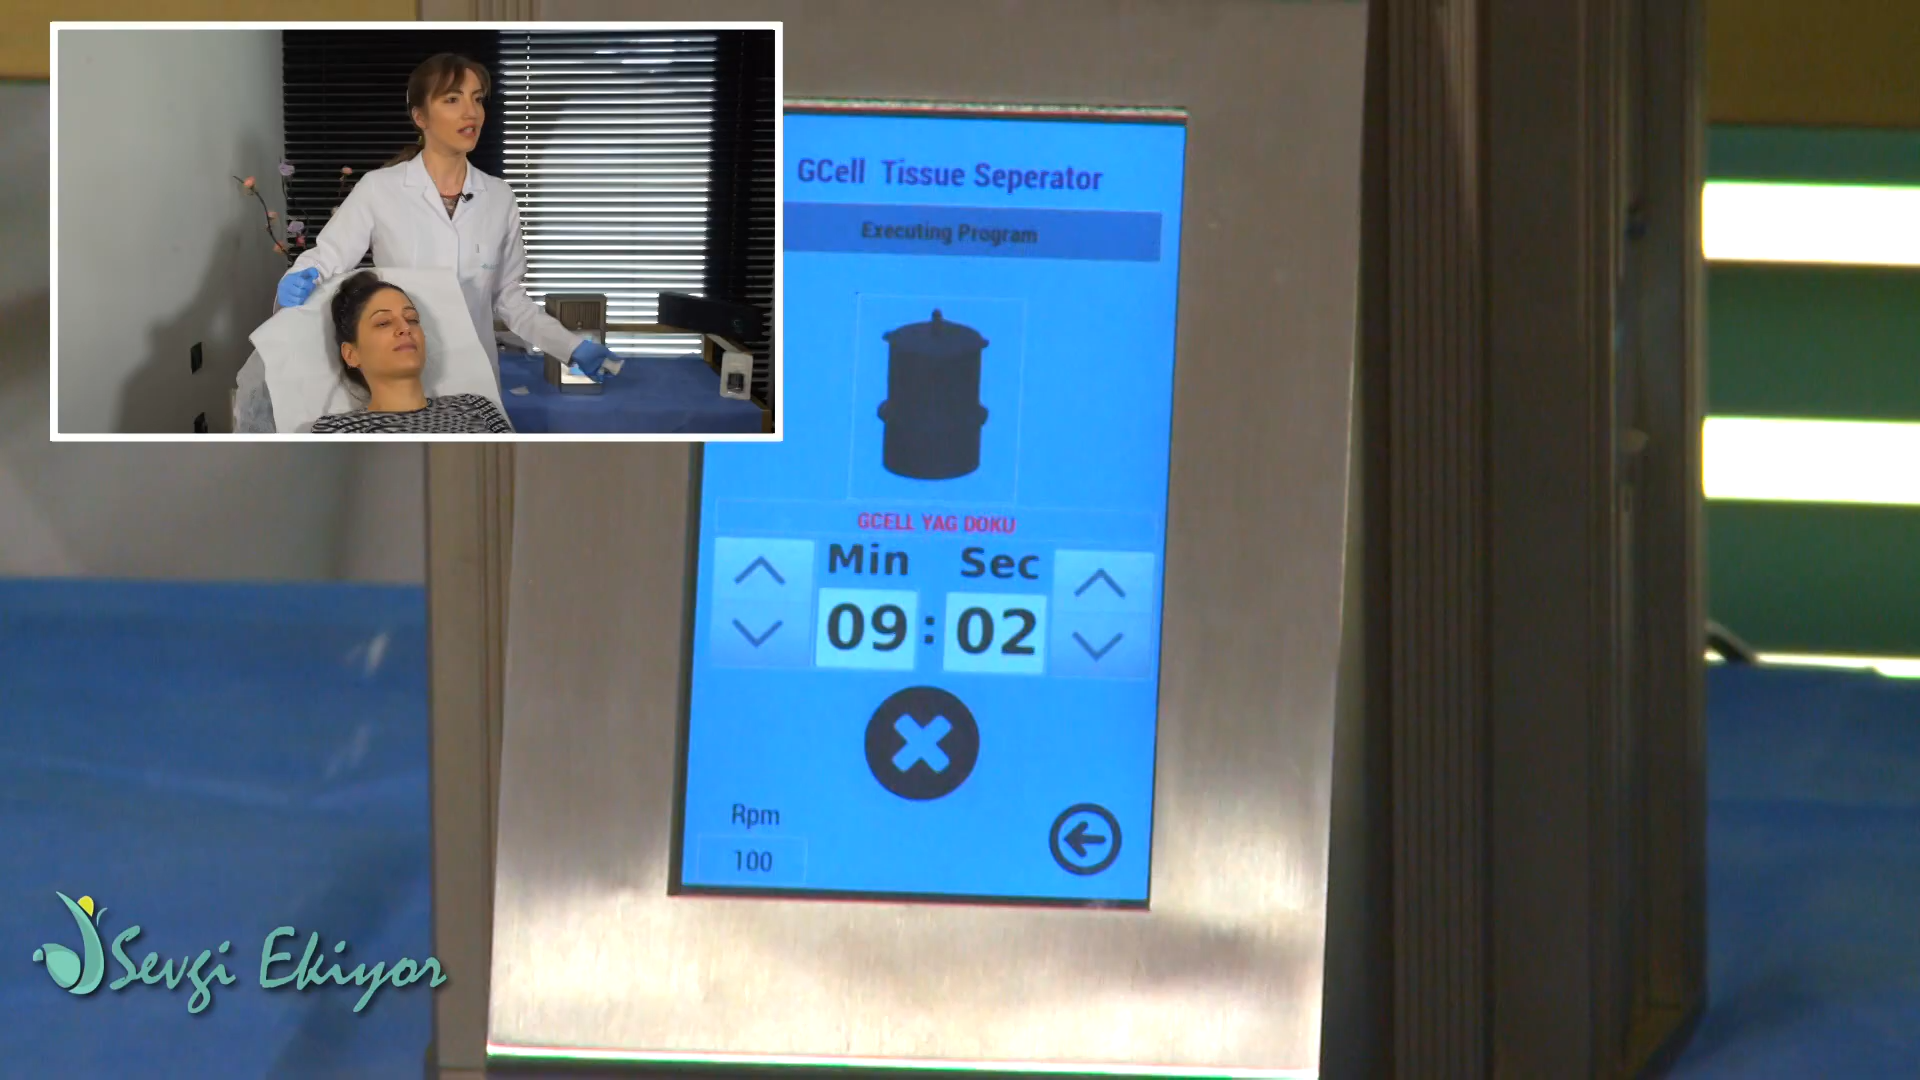 GCell Tissue Seperator
Executing Program
GCELL YAG DOKU
Min Sec
09 : 02
Rpm
100
Sevgi Ekiyor